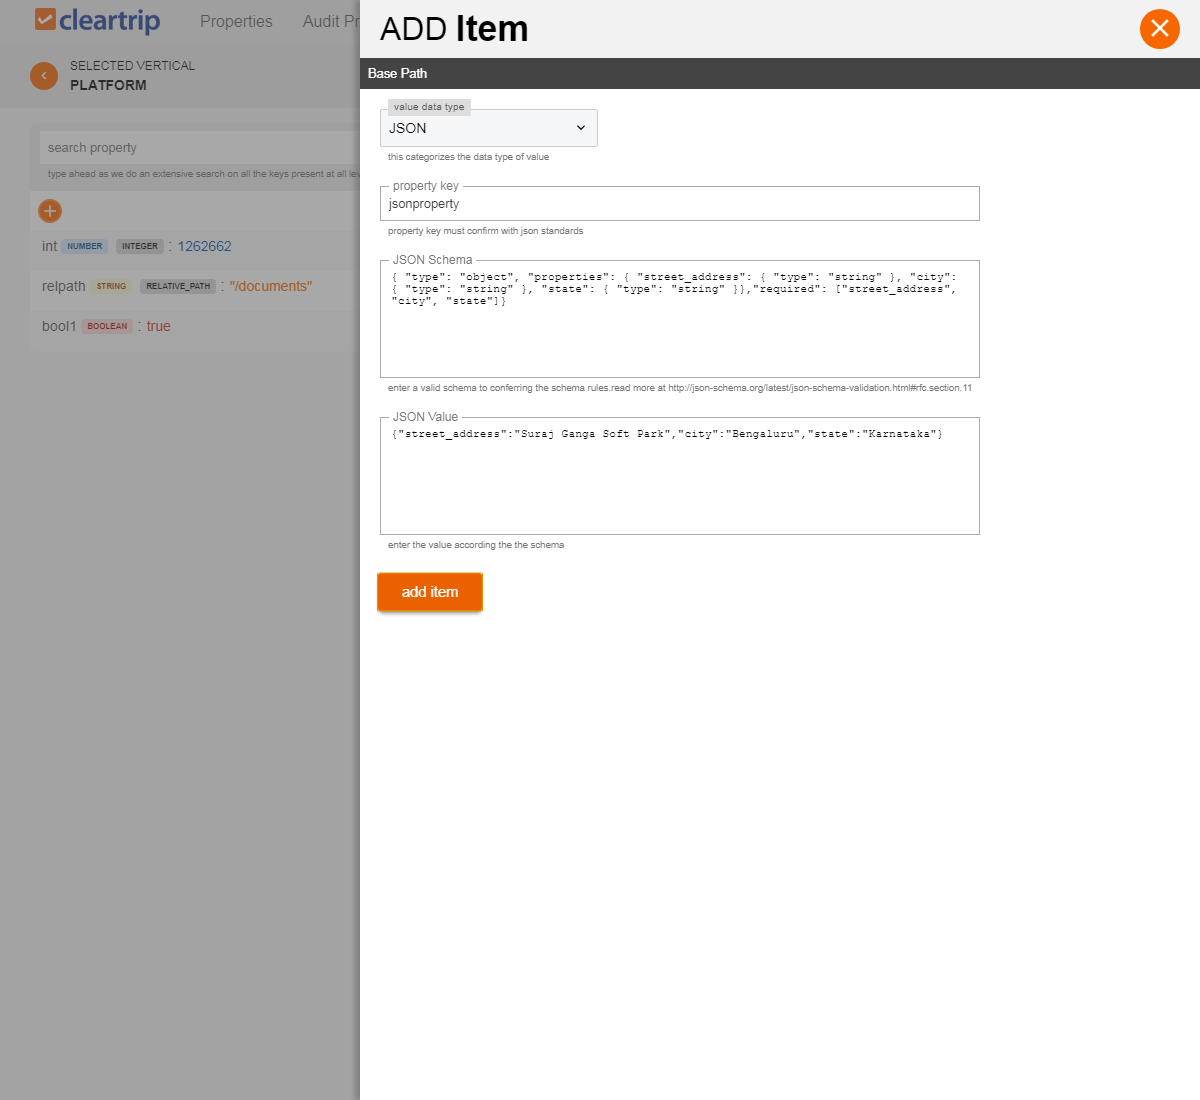 cleartrip
Properties
Audit Pr
SELECTED VERTICAL
PLATFORM
search property
type ahead as we do an extensive search on all the keys present at all lev
int NUMBER INTEGER : 1262662
relpath STRING RELATIVE_PATH : "/documents"
bool1 BOOLEAN : true
ADD Item
Base Path
value data type
JSON
this categorizes the data type of value
property key
jsonproperty
property key must confirm with json standards
JSON Schema
{ "type": "object", "properties": { "street_address": { "type": "string" }, "city":
{ "type": "string" }, "state": { "type": "string" }},"required": ["street_address",
"city", "state"]}
enter a valid schema to conferring the schema rules.read more at http://json-schema.org/latest/json-schema-validation.html#rfc.section.11
JSON Value
{"street_address":"Suraj Ganga Soft Park","city":"Bengaluru","state":"Karnataka"}
enter the value according the the schema
add item